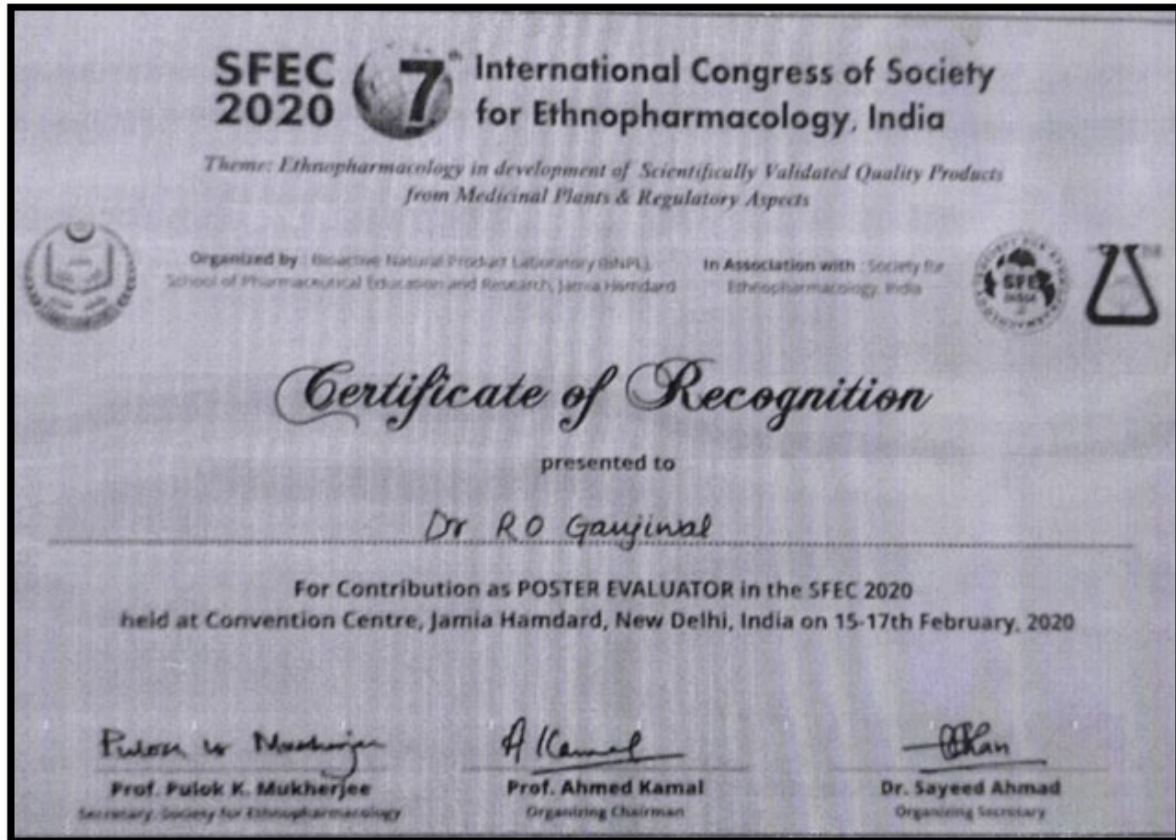 SFEC 2020
7th International Congress of Society
for Ethnopharmacology, India
Theme: Ethnopharmacology in development of Scientifically Validated Quality Products
from Medicinal Plants & Regulatory Aspects
Organized by : Bioactive Natural Product Laboratory (BNPL),
School of Pharmaceutical Education and Research, Jamia Hamdard
In Association with : Society for
Ethnopharmacology, India
SFE
INDIA
Certificate of Recognition
presented to
Dr R O Ganjiwal
For Contribution as POSTER EVALUATOR in the SFEC 2020
held at Convention Centre, Jamia Hamdard, New Delhi, India on 15-17th February, 2020
Prof. Pulok K. Mukherjee
Secretary, Society for Ethnopharmacology
Prof. Ahmed Kamal
Organizing Chairman
Dr. Sayeed Ahmad
Organizing Secretary